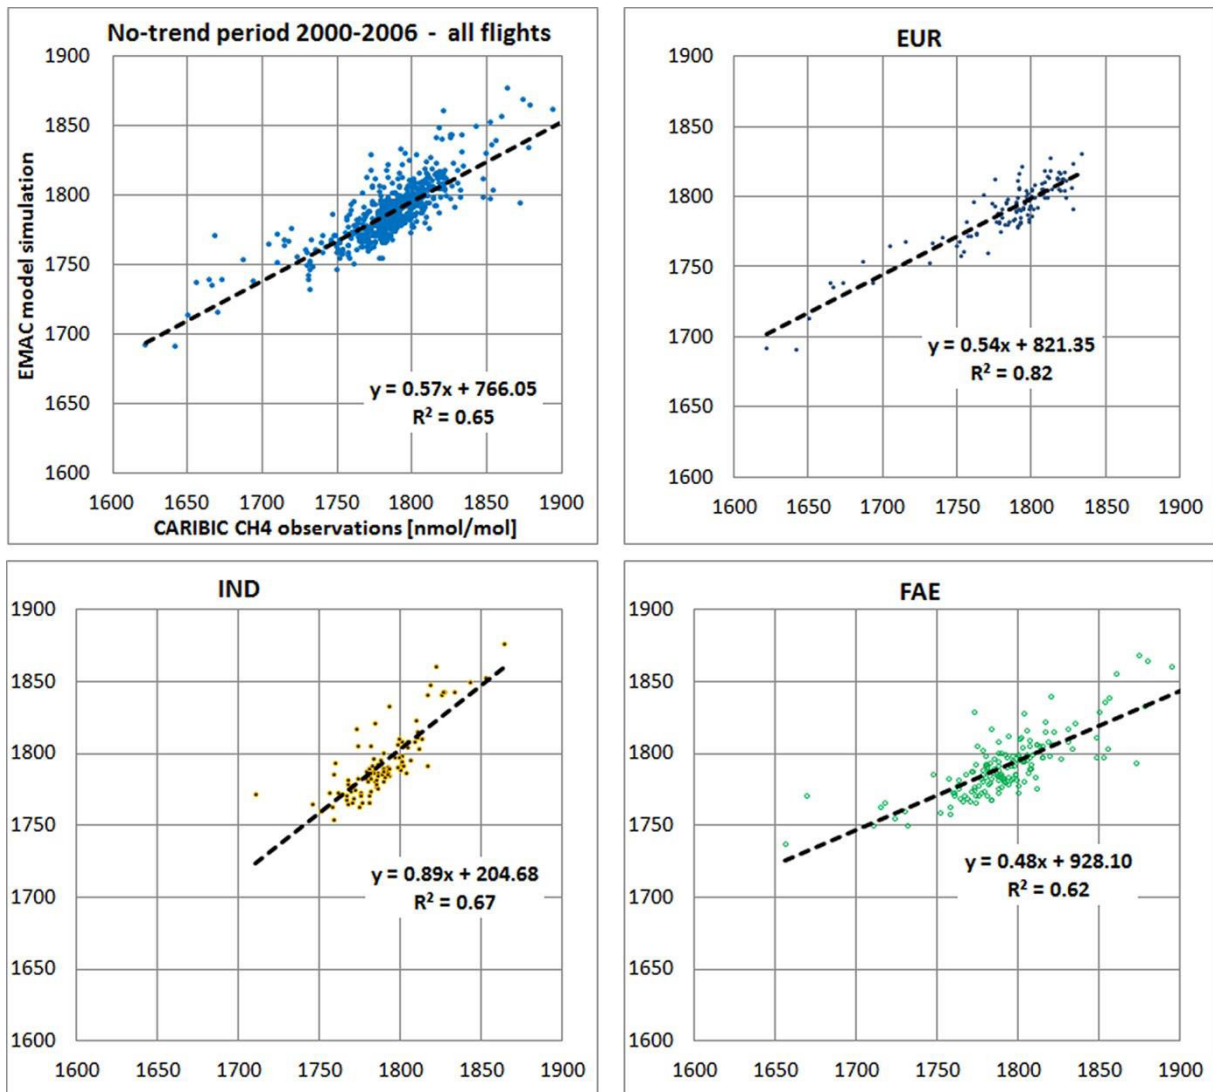 No-trend period 2000-2006 - all flights
1900
1850
1800
1750
1700
1650
1600
EMAC model simulation
y = 0.57x + 766.05
R² = 0.65
1600 1650 1700 1750 1800 1850 1900
CARIBIC CH4 observations [nmol/mol]
EUR
1900
1850
1800
1750
1700
1650
1600
y = 0.54x + 821.35
R² = 0.82
1600 1650 1700 1750 1800 1850 1900
IND
1900
1850
1800
1750
1700
1650
1600
y = 0.89x + 204.68
R² = 0.67
1600 1650 1700 1750 1800 1850 1900
FAE
1900
1850
1800
1750
1700
1650
1600
y = 0.48x + 928.10
R² = 0.62
1600 1650 1700 1750 1800 1850 1900